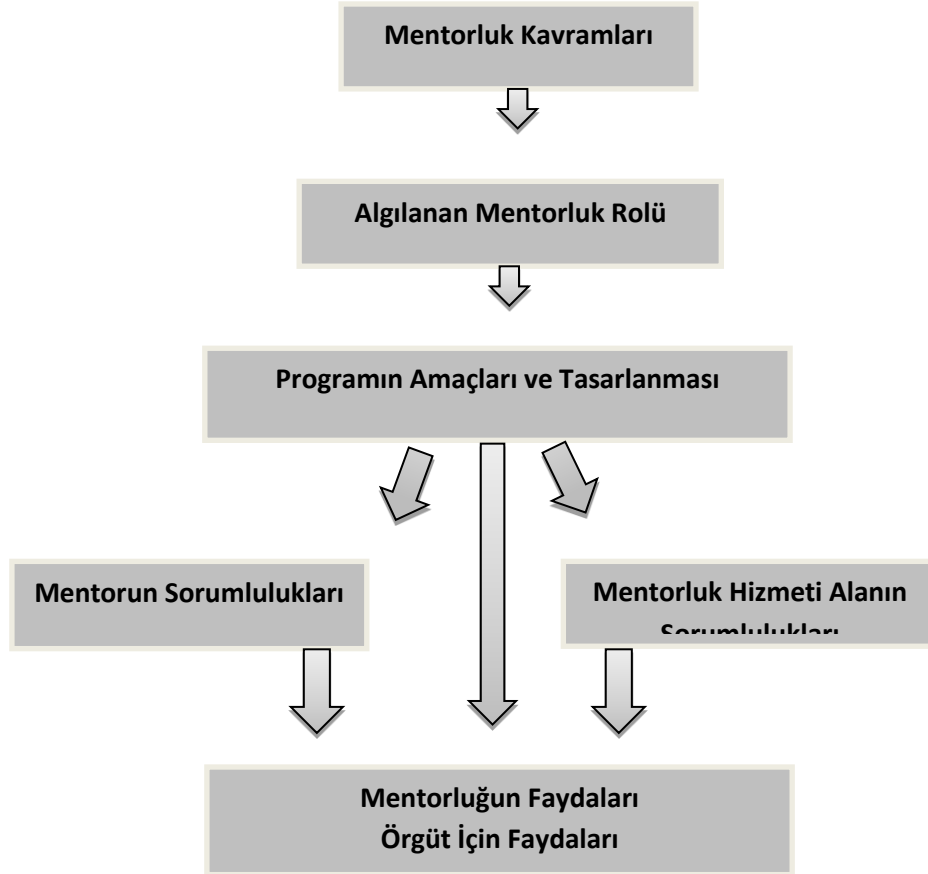 Mentorluk Kavramları
Algılanan Mentorluk Rolü
Programın Amaçları ve Tasarlanması
Mentorun Sorumlulukları
Mentorluk Hizmeti Alanın
Sorumlulukları
Mentorluğun Faydaları
Örgüt İçin Faydaları